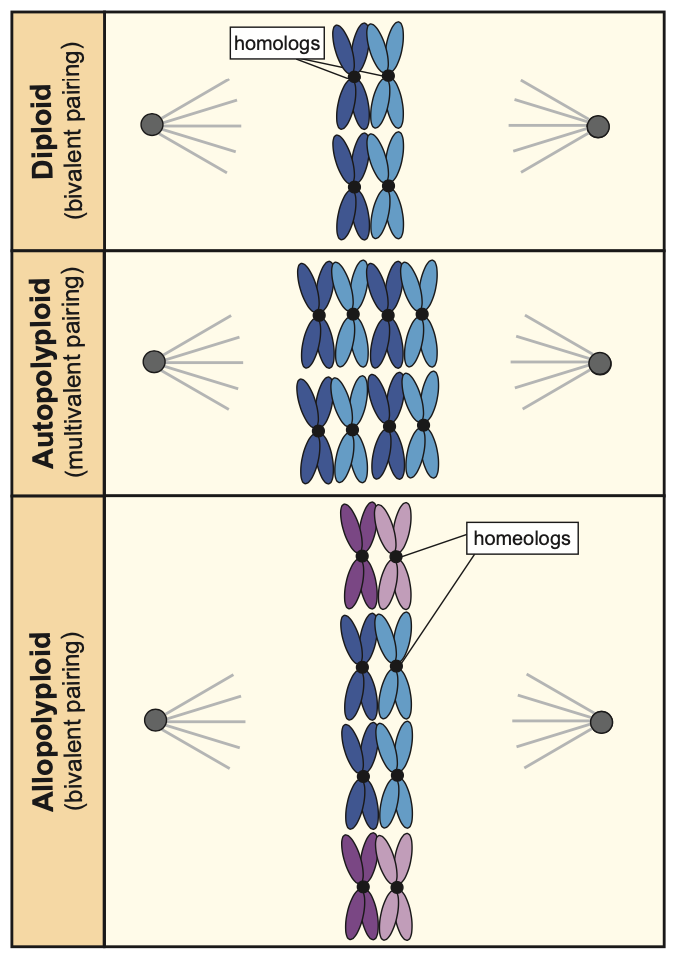 Diploid
(bivalent pairing)
homologs
Autopolyploid
(multivalent pairing)
Allopolyploid
(bivalent pairing)
homeologs